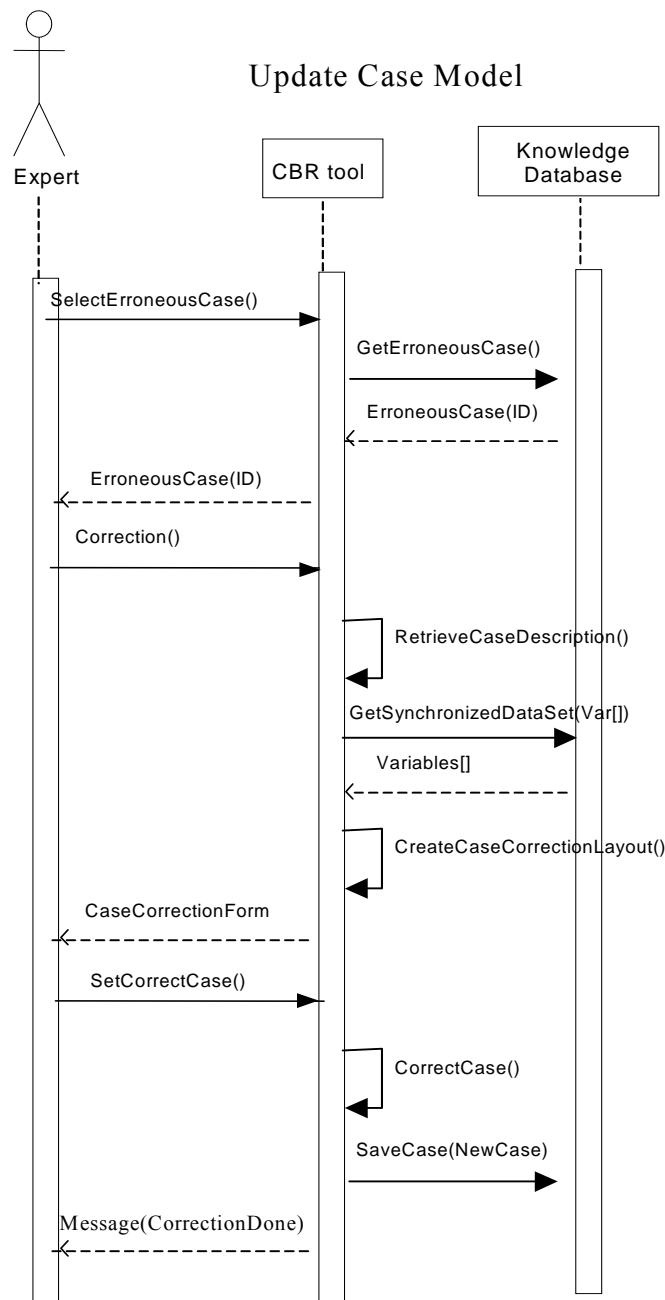 Update Case Model
Expert
CBR tool
Knowledge
Database
SelectErroneousCase()
GetErroneousCase()
ErroneousCase(ID)
ErroneousCase(ID)
Correction()
RetrieveCaseDescription()
GetSynchronizedDataSet(Var[])
Variables[]
CreateCaseCorrectionLayout()
CaseCorrectionForm
SetCorrectCase()
CorrectCase()
SaveCase(NewCase)
Message(CorrectionDone)